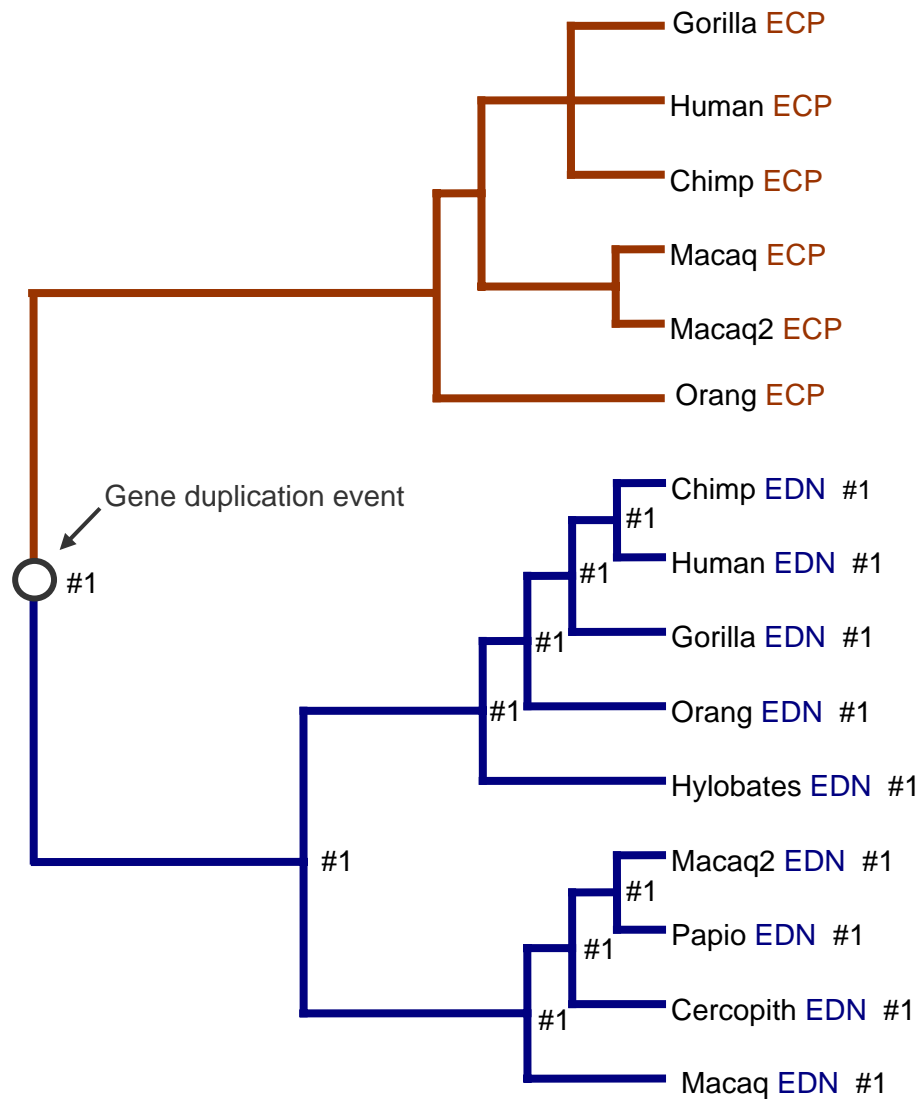 Gorilla ECP
Human ECP
Chimp ECP
Macaq ECP
Macaq2 ECP
Orang ECP
Chimp EDN #1
Gene duplication event
#1
Human EDN #1
#1
#1
Gorilla EDN #1
#1
Orang EDN #1
#1
Hylobates EDN #1
#1
Macaq2 EDN #1
#1
Papio EDN #1
#1
Cercopith EDN #1
#1
Macaq EDN #1